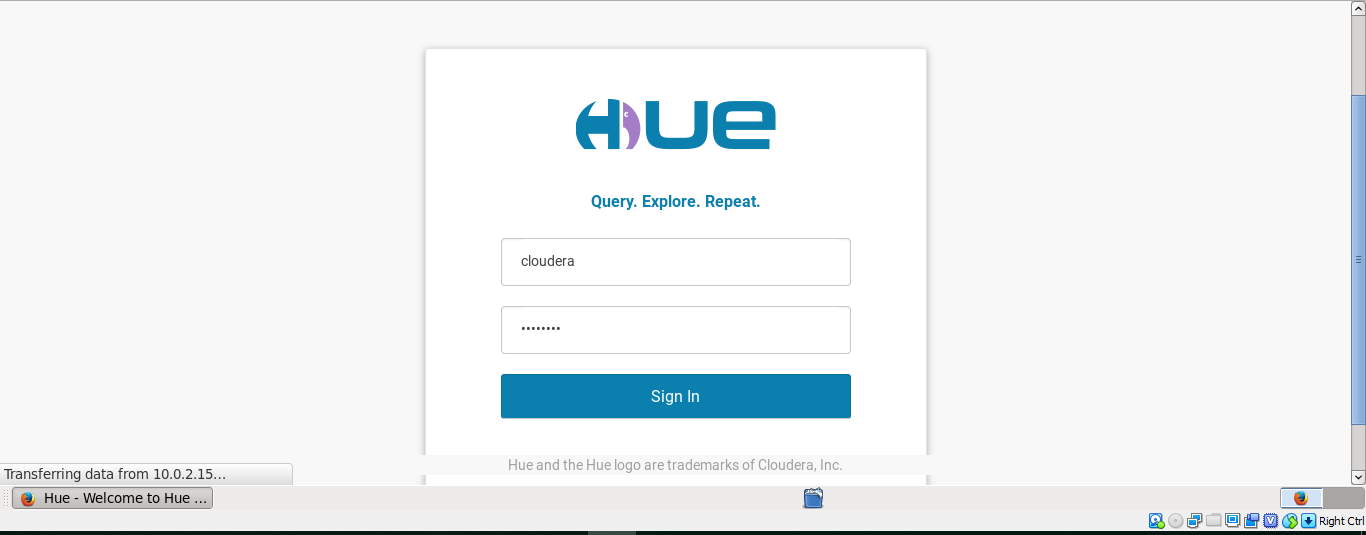 HUE
Query. Explore. Repeat.
cloudera
••••••••
Sign In
Hue and the Hue logo are trademarks of Cloudera, Inc.
Transferring data from 10.0.2.15...
Hue - Welcome to Hue ...
Right Ctrl